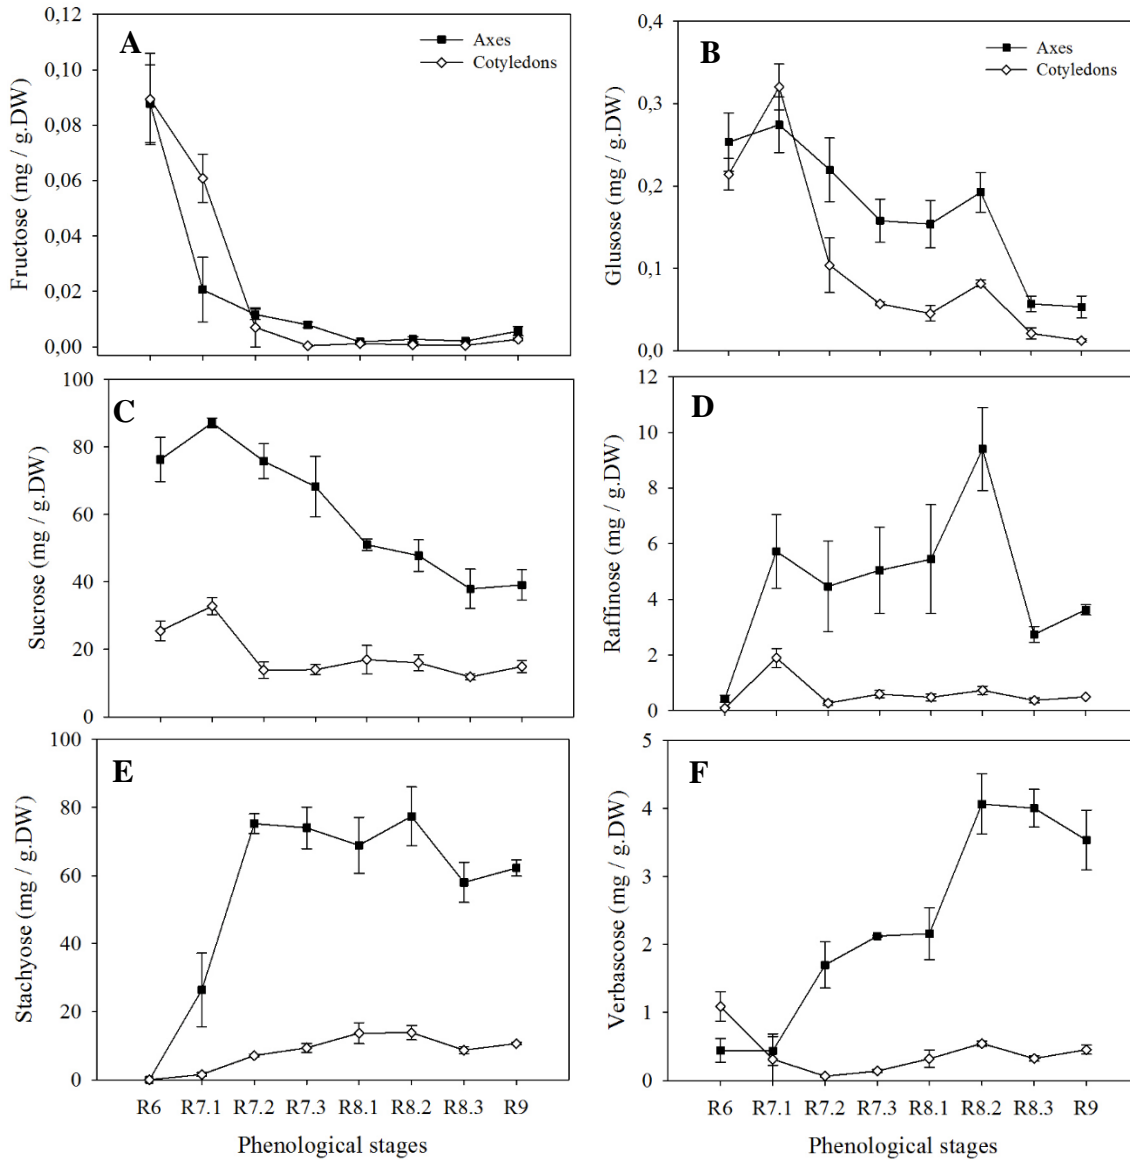 A
Axes
Cotyledons
Fructose (mg / g.DW)
0,12
0,10
0,08
0,06
0,04
0,02
0,00
B
Axes
Cotyledons
Glusose (mg / g.DW)
0,4
0,3
0,2
0,1
0,0
C
Sucrose (mg / g.DW)
100
80
60
40
20
0
D
Raffinose (mg / g.DW)
12
10
8
6
4
2
0
E
Stachyose (mg / g.DW)
100
80
60
40
20
0
R6 R7.1 R7.2 R7.3 R8.1 R8.2 R8.3 R9
Phenological stages
F
Verbascose (mg / g.DW)
5
4
3
2
1
0
R6 R7.1 R7.2 R7.3 R8.1 R8.2 R8.3 R9
Phenological stages